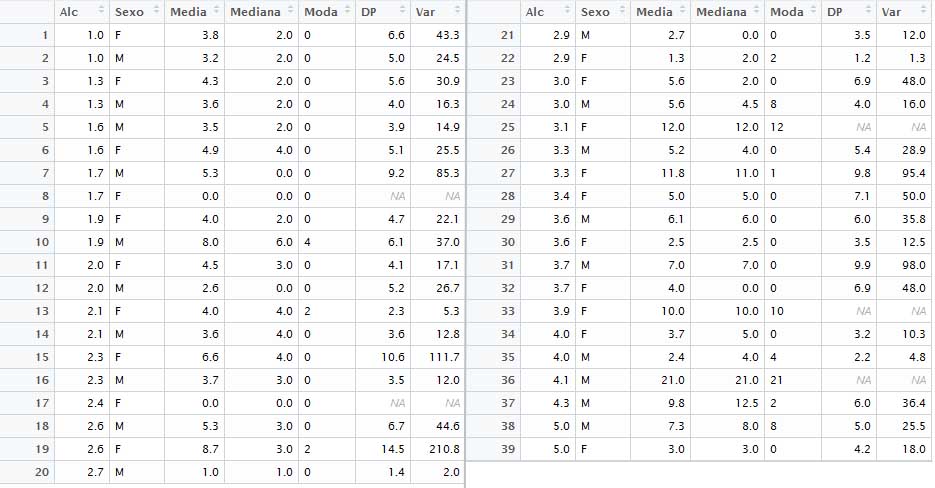 Alc Sexo Media Mediana Moda DP Var
1 1.0 F 3.8 2.0 0 6.6 43.3
2 1.0 M 3.2 2.0 0 5.0 24.5
3 1.3 F 4.3 2.0 0 5.6 30.9
4 1.3 M 3.6 2.0 0 4.0 16.3
5 1.6 M 3.5 2.0 0 3.9 14.9
6 1.6 F 4.9 4.0 0 5.1 25.5
7 1.7 M 5.3 0.0 0 9.2 85.3
8 1.7 F 0.0 0.0 0 NA NA
9 1.9 F 4.0 2.0 0 4.7 22.1
10 1.9 M 8.0 6.0 4 6.1 37.0
11 2.0 F 4.5 3.0 0 4.1 17.1
12 2.0 M 2.6 0.0 0 5.2 26.7
13 2.1 F 4.0 4.0 2 2.3 5.3
14 2.1 M 3.6 4.0 0 3.6 12.8
15 2.3 F 6.6 4.0 0 10.6 111.7
16 2.3 M 3.7 3.0 0 3.5 12.0
17 2.4 F 0.0 0.0 0 NA NA
18 2.6 M 5.3 3.0 0 6.7 44.6
19 2.6 F 8.7 3.0 2 14.5 210.8
20 2.7 M 1.0 1.0 0 1.4 2.0
Alc Sexo Media Mediana Moda DP Var
21 2.9 M 2.7 0.0 0 3.5 12.0
22 2.9 F 1.3 2.0 2 1.2 1.3
23 3.0 F 5.6 2.0 0 6.9 48.0
24 3.0 M 5.6 4.5 8 4.0 16.0
25 3.1 F 12.0 12.0 12 NA NA
26 3.3 M 5.2 4.0 0 5.4 28.9
27 3.3 F 11.8 11.0 1 9.8 95.4
28 3.4 F 5.0 5.0 0 7.1 50.0
29 3.6 M 6.1 6.0 0 6.0 35.8
30 3.6 F 2.5 2.5 0 3.5 12.5
31 3.7 M 7.0 7.0 0 9.9 98.0
32 3.7 F 4.0 0.0 0 6.9 48.0
33 3.9 F 10.0 10.0 10 NA NA
34 4.0 F 3.7 5.0 0 3.2 10.3
35 4.0 M 2.4 4.0 4 2.2 4.8
36 4.1 M 21.0 21.0 21 NA NA
37 4.3 M 9.8 12.5 2 6.0 36.4
38 5.0 M 7.3 8.0 8 5.0 25.5
39 5.0 F 3.0 3.0 0 4.2 18.0